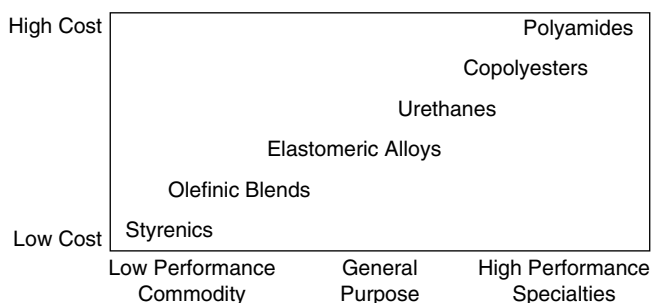 High Cost
Polyamides
Copolyesters
Urethanes
Elastomeric Alloys
Olefinic Blends
Styrenics
Low Cost
Low Performance
Commodity
General
Purpose
High Performance
Specialties